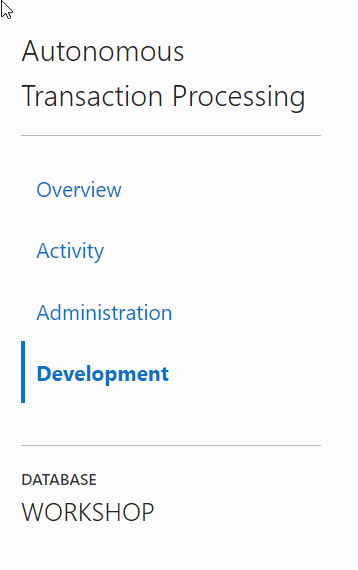 Autonomous
Transaction Processing
Overview
Activity
Administration
Development
DATABASE
WORKSHOP